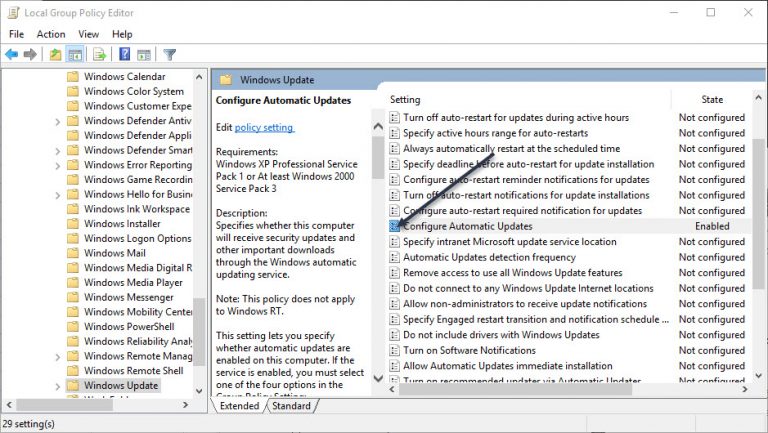 Local Group Policy Editor
File Action View Help
Windows Calendar
Windows Color System
Windows Customer Expe
Windows Defender Antiv
Windows Defender Applic
Windows Defender Smart
Windows Error Reporting
Windows Game Recording
Windows Hello for Busine
Windows Ink Workspace
Windows Installer
Windows Logon Options
Windows Mail
Windows Media Digital R
Windows Media Player
Windows Messenger
Windows Mobility Center
Windows PowerShell
Windows Reliability Analy
Windows Remote Manag
Windows Remote Shell
Windows Update
Windows Update
Configure Automatic Updates
Edit policy setting
Requirements:
Windows XP Professional Service
Pack 1 or At least Windows 2000
Service Pack 3
Description:
Specifies whether this computer
will receive security updates and
other important downloads
through the Windows automatic
updating service.
Note: This policy does not apply
to Windows RT.
This setting lets you specify
whether automatic updates are
enabled on this computer. If the
service is enabled, you must select
one of the four options in the
Group Policy Setting:
Setting State
Turn off auto-restart for updates during active hours Not configured
Specify active hours range for auto-restarts Not configured
Always automatically restart at the scheduled time Not configured
Specify deadline before auto-restart for update installation Not configured
Configure auto-restart reminder notifications for updates Not configured
Turn off auto-restart notifications for update installations Not configured
Configure auto-restart required notification for updates Not configured
Configure Automatic Updates Enabled
Specify intranet Microsoft update service location Not configured
Automatic Updates detection frequency Not configured
Remove access to use all Windows Update features Not configured
Do not connect to any Windows Update Internet locations Not configured
Allow non-administrators to receive update notifications Not configured
Specify Engaged restart transition and notification schedule ... Not configured
Do not include drivers with Windows Updates Not configured
Turn on Software Notifications Not configured
Allow Automatic Updates immediate installation Not configured
Turn on recommended updates via Automatic Updates Not configured
Extended Standard
29 setting(s)